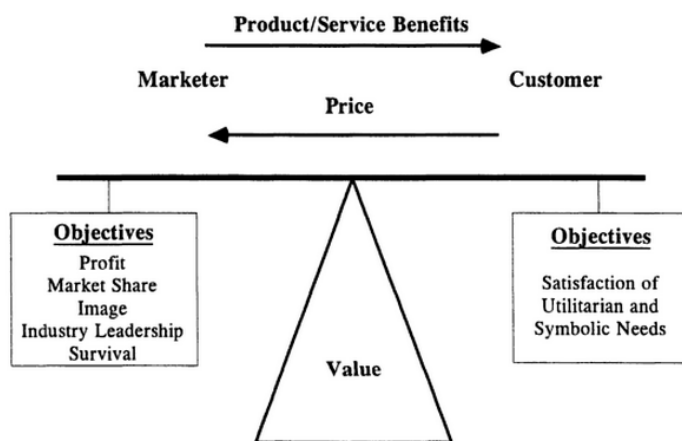 Product/Service Benefits
Marketer
Customer
Price
Objectives
Profit
Market Share
Image
Industry Leadership
Survival
Objectives
Satisfaction of
Utilitarian and
Symbolic Needs
Value